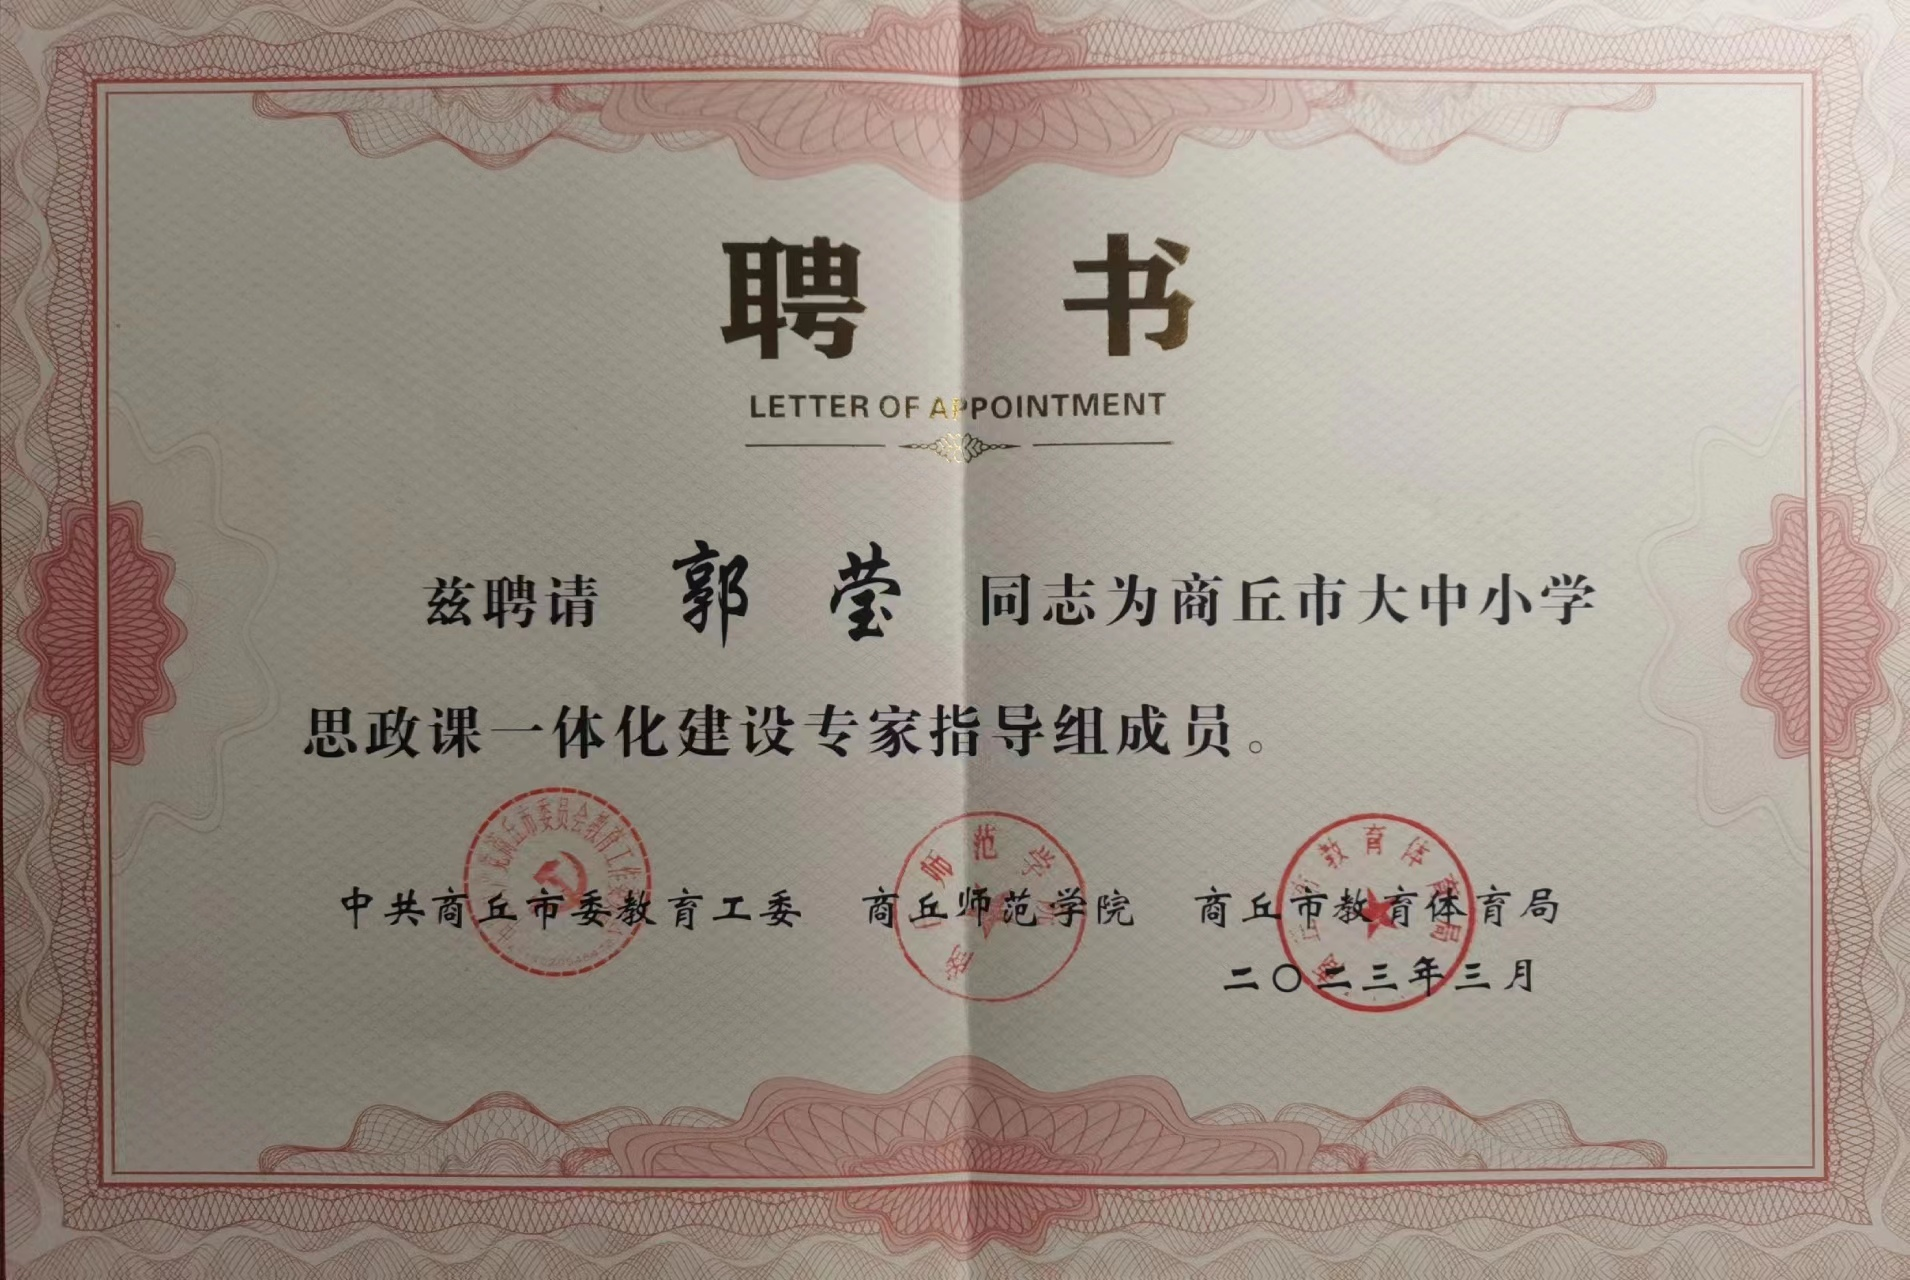 聘 书
LETTER OF APPOINTMENT
兹聘请 郭 莹 同志为商丘市大中小学
思政课一体化建设专家指导组成员。
中共商丘市委教育工委 商丘师范学院 商丘市教育体育局
二〇二三年三月